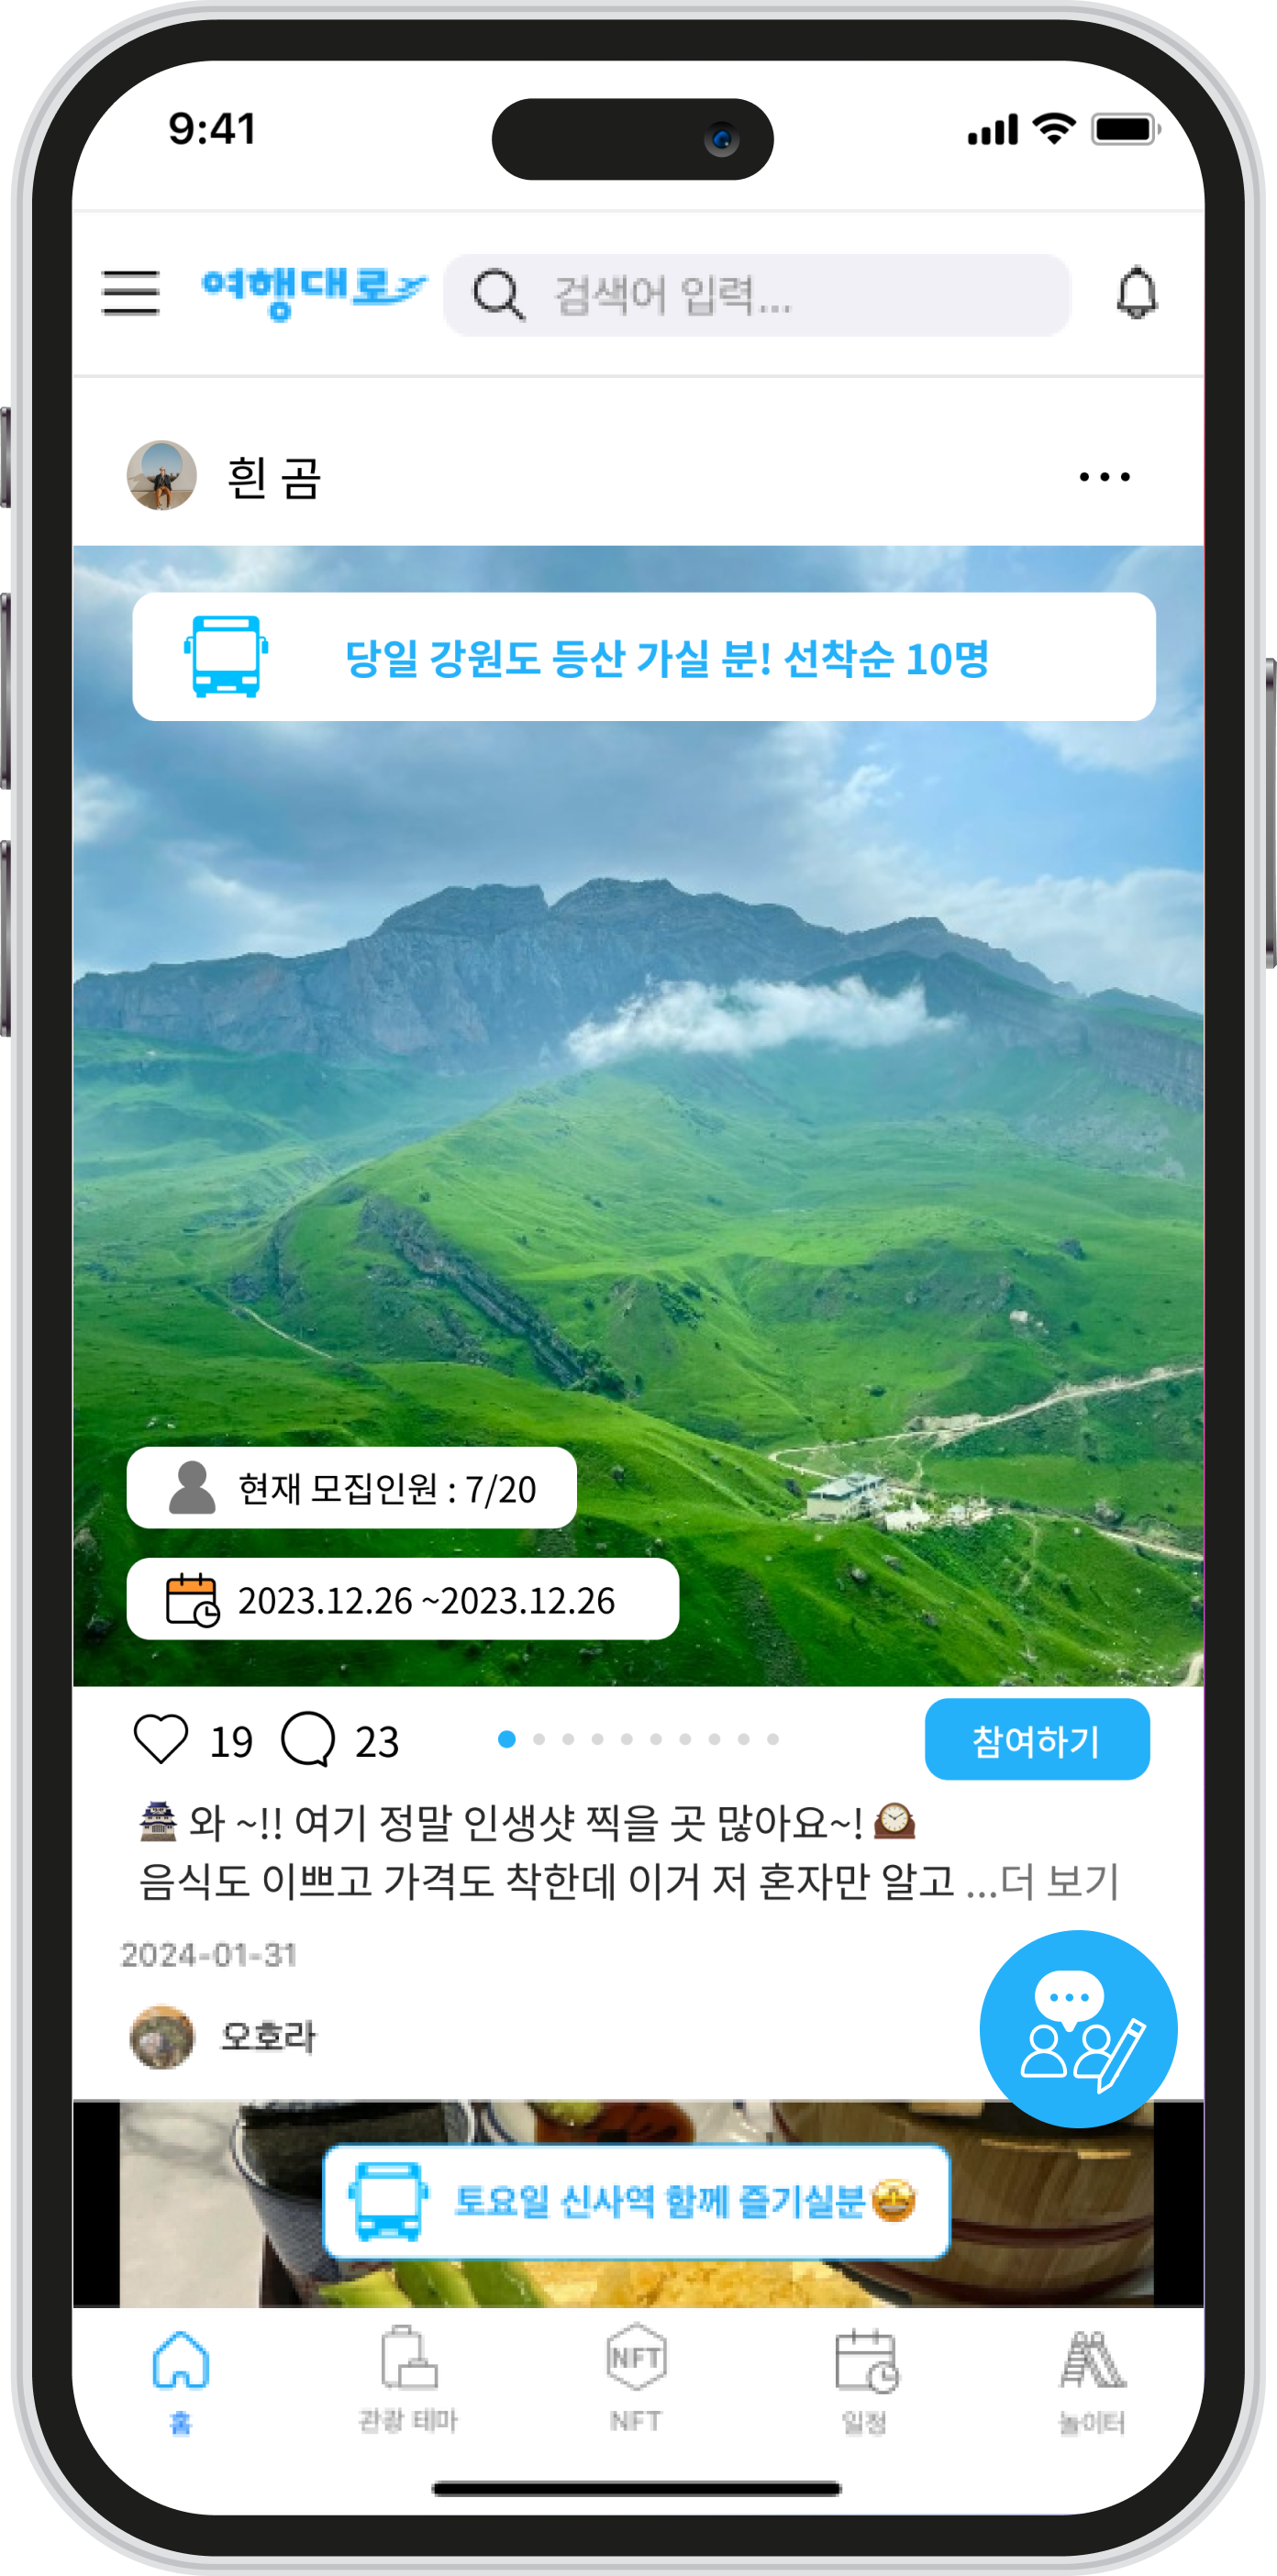 9:41
여행대로
검색어 입력...
흰 곰
당일 강원도 등산 가실 분! 선착순 10명
현재 모집인원 : 7/20
2023.12.26 ~2023.12.26
19 23 참여하기
🏯 와 ~!! 여기 정말 인생샷 찍을 곳 많아요~! 🕰️
음식도 이쁘고 가격도 착한데 이거 저 혼자만 알고 ...더 보기
2024-01-31
오호라
토요일 신사역 함께 즐기실분🤩
NFT
홈 관광 테마 NFT 일정 놀이터